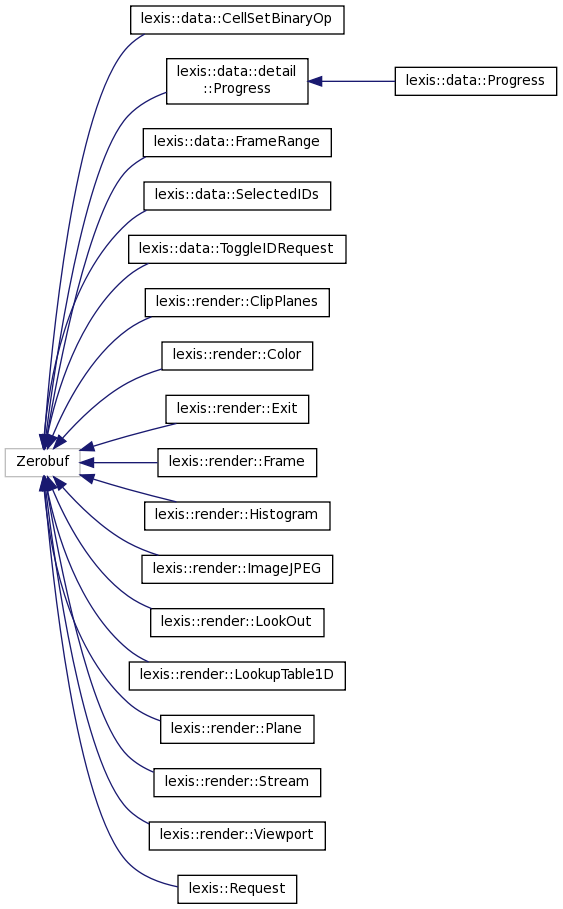 lexis::data::CellSetBinaryOp
lexis::data::detail
::Progress
lexis::data::Progress
lexis::data::FrameRange
lexis::data::SelectedIDs
lexis::data::ToggleIDRequest
lexis::render::ClipPlanes
lexis::render::Color
lexis::render::Exit
Zerobuf
lexis::render::Frame
lexis::render::Histogram
lexis::render::ImageJPEG
lexis::render::LookOut
lexis::render::LookupTable1D
lexis::render::Plane
lexis::render::Stream
lexis::render::Viewport
lexis::Request